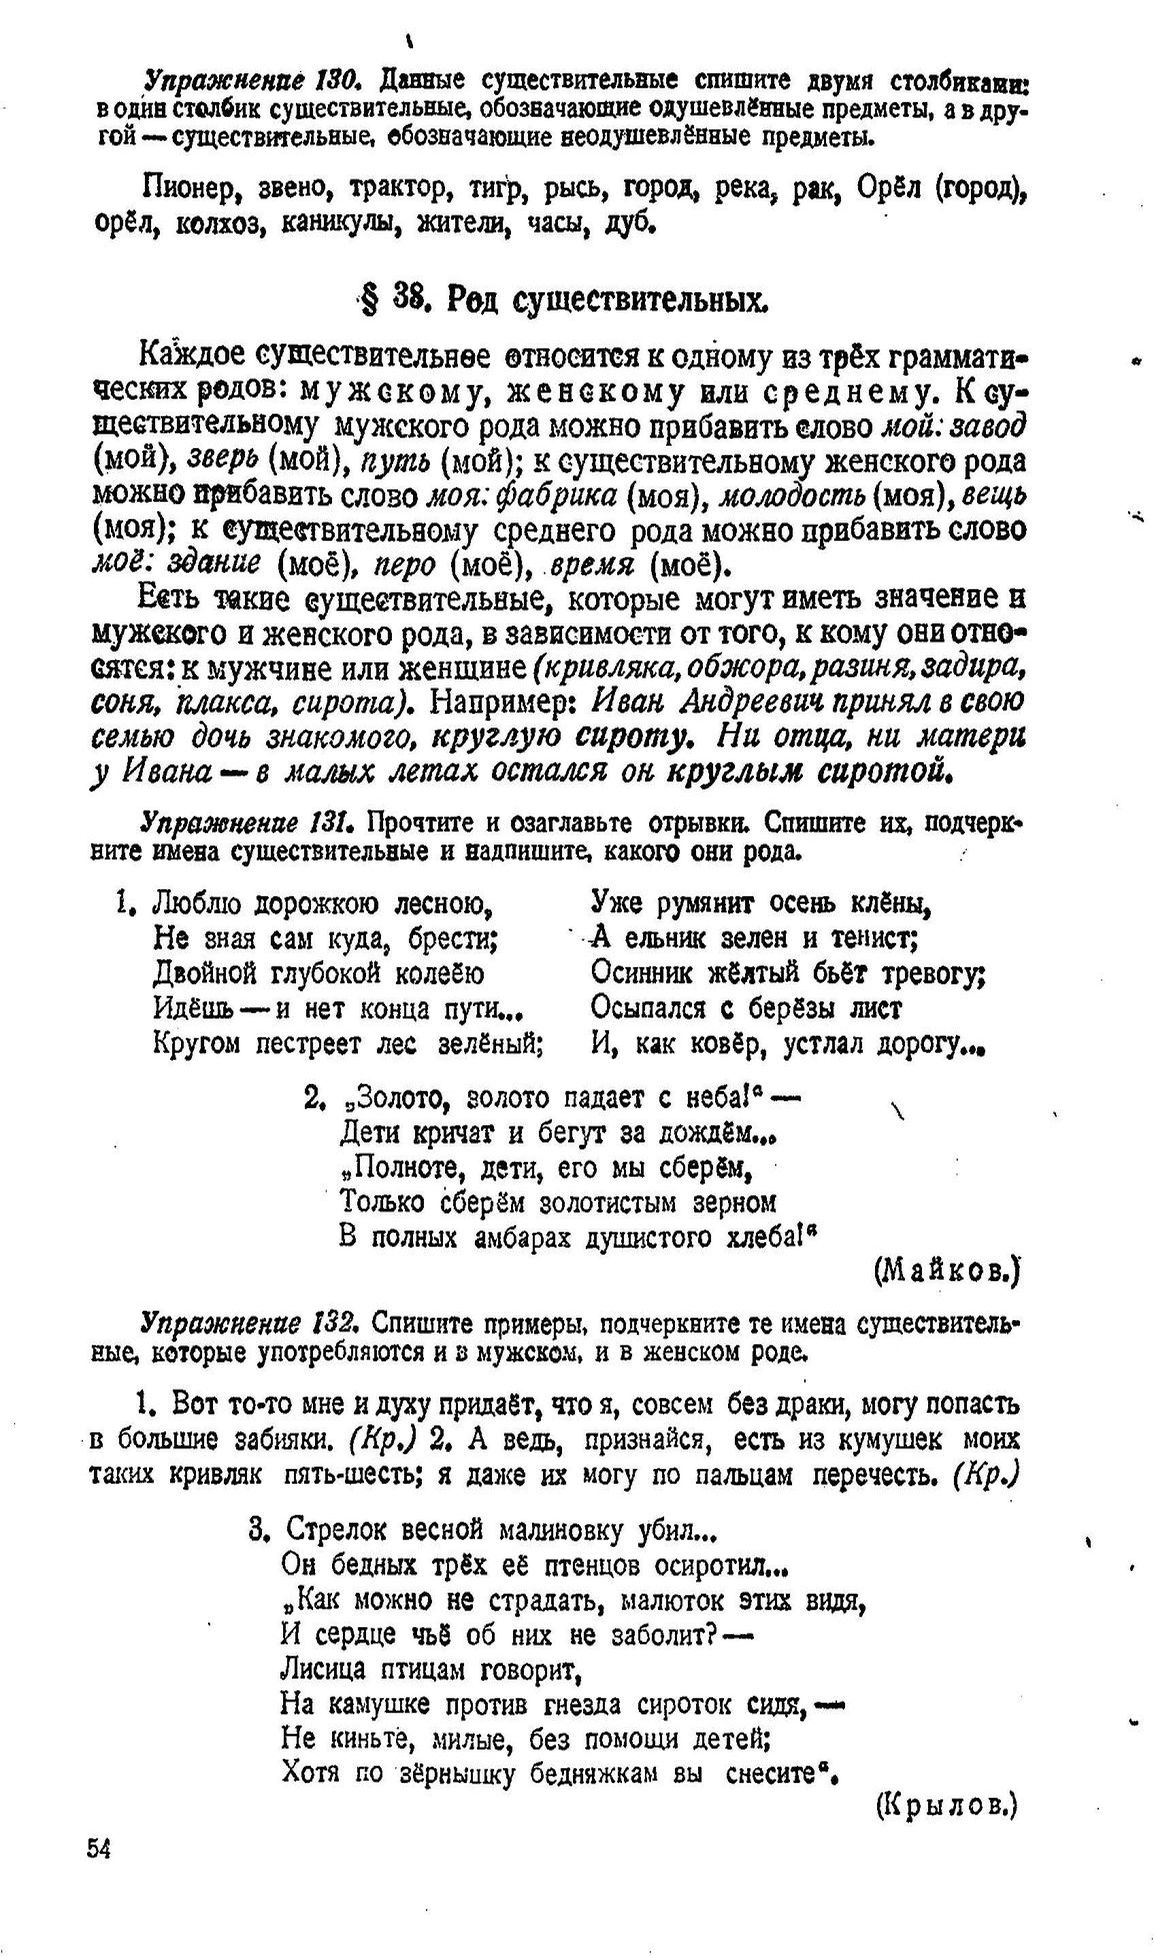 Упражнение 130. Данные существительные спишите двумя столбиками:
в один столбик существительные, обозначающие одушевлённые предметы, а в дру-
гой — существительные, обозначающие неодушевлённые предметы.
Пионер, звено, трактор, тигр, рысь, город, река, рак, Орёл (город),
орёл, колхоз, каникулы, жители, часы, дуб.
§ 38. Род существительных.
Каждое существительное относится к одному из трёх граммати-
ческих родов: мужскому, женскому или среднему. К су-
ществительному мужского рода можно прибавить слово мой: завод
(мой), зверь (мой), путь (мой); к существительному женского рода
можно прибавить слово моя: фабрика (моя), молодость (моя), вещь
(моя); к существительному среднего рода можно прибавить слово
моё: здание (моё), перо (моё), время (моё).
Есть такие существительные, которые могут иметь значение и
мужского и женского рода, в зависимости от того, к кому они отно-
сятся: к мужчине или женщине (кривляка, обжора, разиня, задира,
соня, плакса, сирота). Например: Иван Андреевич принял в свою
семью дочь знакомого, круглую сироту. Ни отца, ни матери
у Ивана — в малых летах остался он круглым сиротой.
Упражнение 131. Прочтите и озаглавьте отрывки. Спишите их, подчерк-
ните имена существительные и надпишите, какого они рода.
1. Люблю дорожкою лесною,
Не зная сам куда, брести;
Двойной глубокой колеёю
Идёшь — и нет конца пути...
Кругом пестреет лес зелёный;
Уже румянит осень клёны,
А ельник зелен и тенист;
Осинник жёлтый бьёт тревогу;
Осыпался с берёзы лист
И, как ковёр, устлал дорогу...
2. „Золото, золото падает с неба!“ —
Дети кричат и бегут за дождём...
„Полноте, дети, его мы сберём,
Только сберём золотистым зерном
В полных амбарах душистого хлеба!“
(Майков.)
Упражнение 132. Спишите примеры, подчеркните те имена существитель-
ные, которые употребляются и в мужском, и в женском роде.
1. Вот то-то мне и духу придаёт, что я, совсем без драки, могу попасть
в большие забияки. (Кр.) 2. А ведь, признайся, есть из кумушек моих
таких кривляк пять-шесть; я даже их могу по пальцам перечесть. (Кр.)
3. Стрелок весной малиновку убил...
Он бедных трёх её птенцов осиротил...
„Как можно не страдать, малюток этих видя,
И сердце чьё об них не заболит? —
Лисица птицам говорит,
На камушке против гнезда сироток сидя, —
Не киньте, милые, без помощи детей;
Хотя по зёрнышку бедняжкам вы снесите“.
(Крылов.)
54